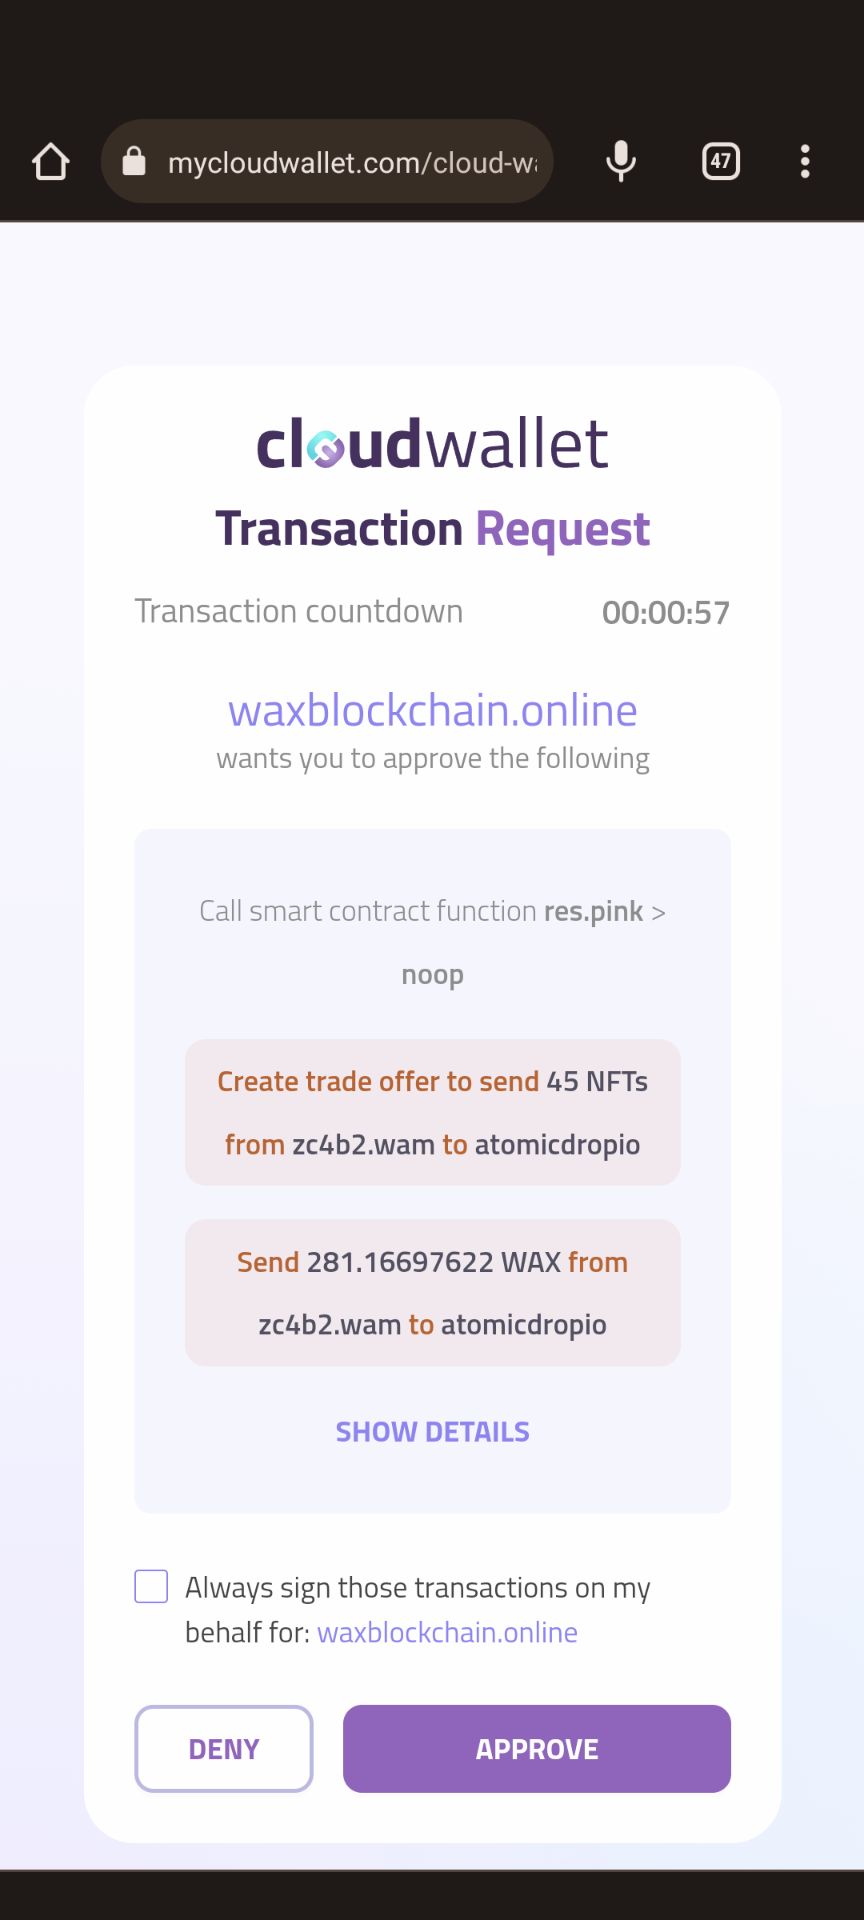 mycloudwallet.com/cloud-wa
47
cloudwallet
Transaction Request
Transaction countdown 00:00:57
waxblockchain.online
wants you to approve the following
Call smart contract function res.pink >
noop
Create trade offer to send 45 NFTs
from zc4b2.wam to atomicdropio
Send 281.16697622 WAX from
zc4b2.wam to atomicdropio
SHOW DETAILS
Always sign those transactions on my
behalf for: waxblockchain.online
DENY
APPROVE